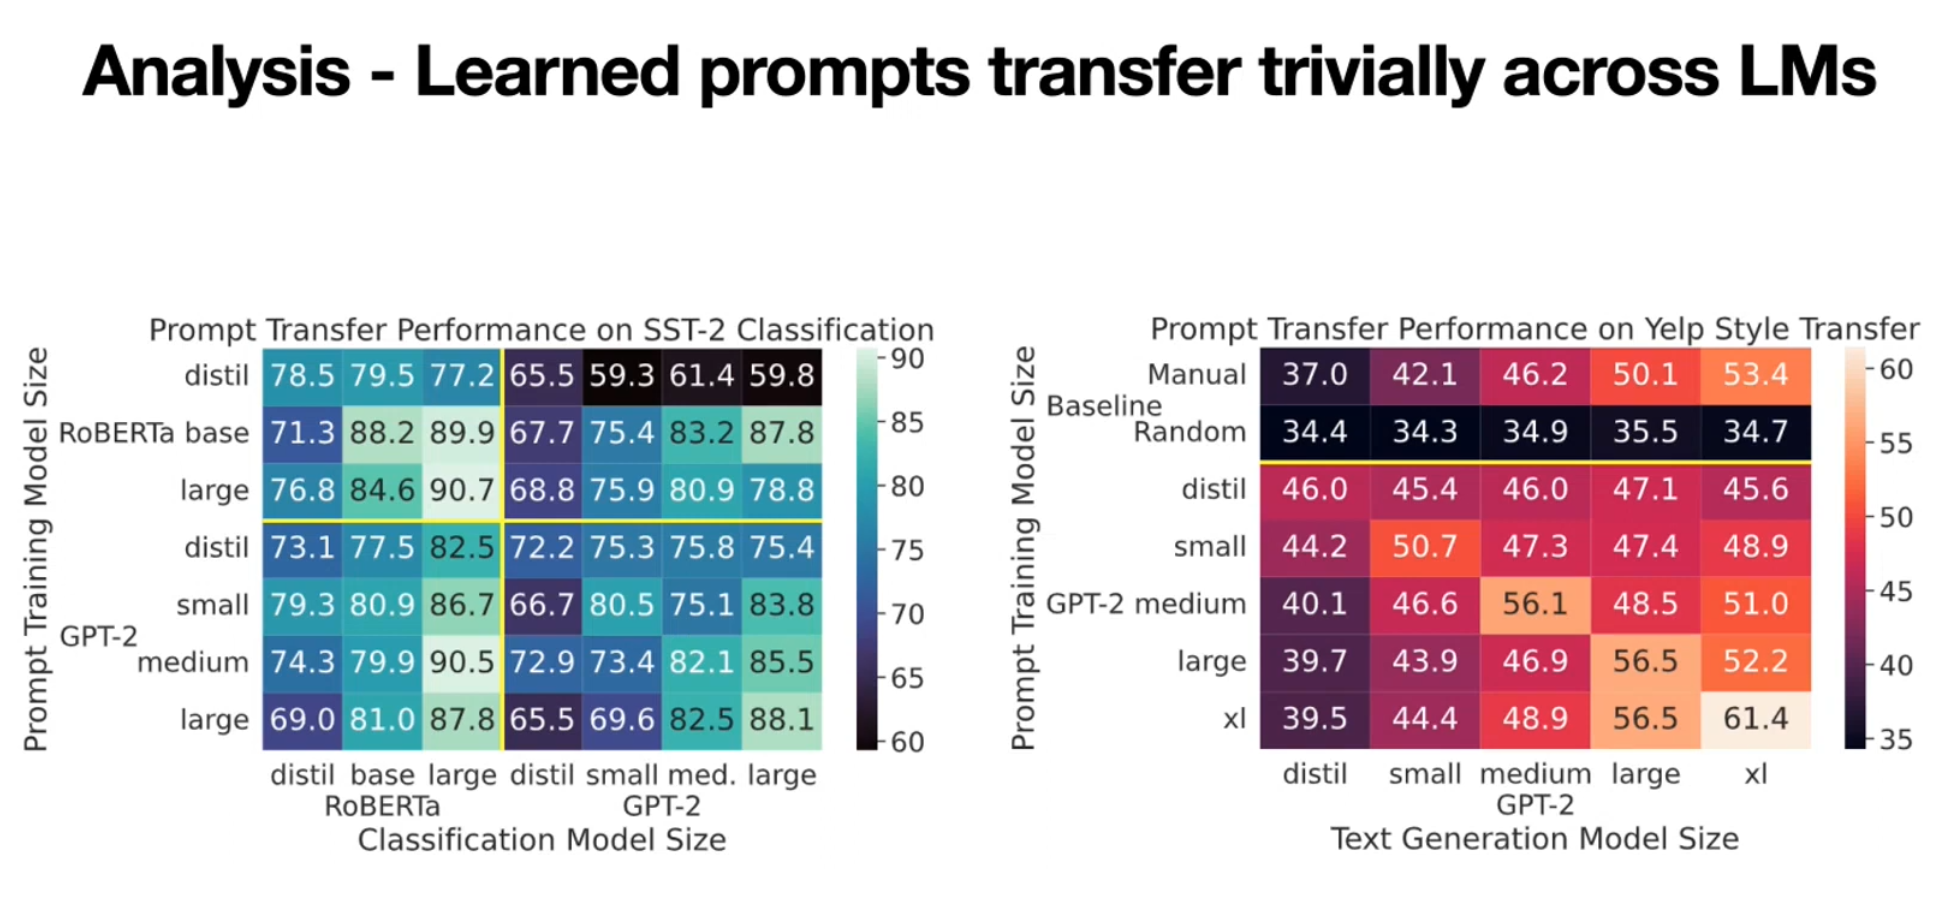 Analysis - Learned prompts transfer trivially across LMs
Prompt Transfer Performance on SST-2 Classification
Prompt Training Model Size
distil 78.5 79.5 77.2 65.5 59.3 61.4 59.8
RoBERTa base 71.3 88.2 89.9 67.7 75.4 83.2 87.8
large 76.8 84.6 90.7 68.8 75.9 80.9 78.8
distil 73.1 77.5 82.5 72.2 75.3 75.8 75.4
small 79.3 80.9 86.7 66.7 80.5 75.1 83.8
GPT-2
medium 74.3 79.9 90.5 72.9 73.4 82.1 85.5
large 69.0 81.0 87.8 65.5 69.6 82.5 88.1
distil base large distil small med. large
RoBERTa GPT-2
Classification Model Size
90
85
80
75
70
65
60
Prompt Transfer Performance on Yelp Style Transfer
Prompt Training Model Size
Manual 37.0 42.1 46.2 50.1 53.4
Baseline
Random 34.4 34.3 34.9 35.5 34.7
distil 46.0 45.4 46.0 47.1 45.6
small 44.2 50.7 47.3 47.4 48.9
GPT-2 medium 40.1 46.6 56.1 48.5 51.0
large 39.7 43.9 46.9 56.5 52.2
xl 39.5 44.4 48.9 56.5 61.4
distil small medium large xl
GPT-2
Text Generation Model Size
60
55
50
45
40
35